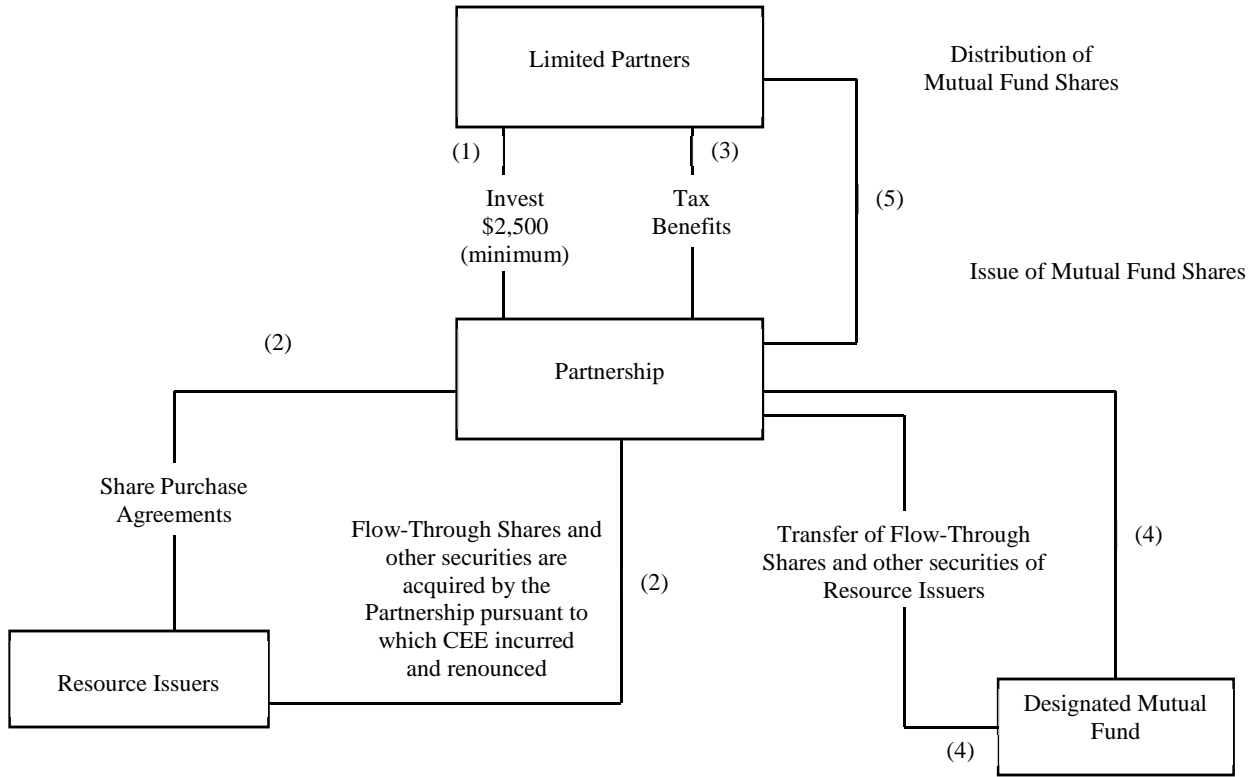 Limited Partners
Distribution of
Mutual Fund Shares
(1)
(3)
Invest
$2,500
(minimum)
Tax
Benefits
(5)
Issue of Mutual Fund Shares
(2)
Partnership
Share Purchase
Agreements
Flow-Through Shares and
other securities are
acquired by the
Partnership pursuant to
which CEE incurred
and renounced
(2)
Transfer of Flow-Through
Shares and other securities of
Resource Issuers
(4)
Resource Issuers
Designated Mutual
Fund
(4)